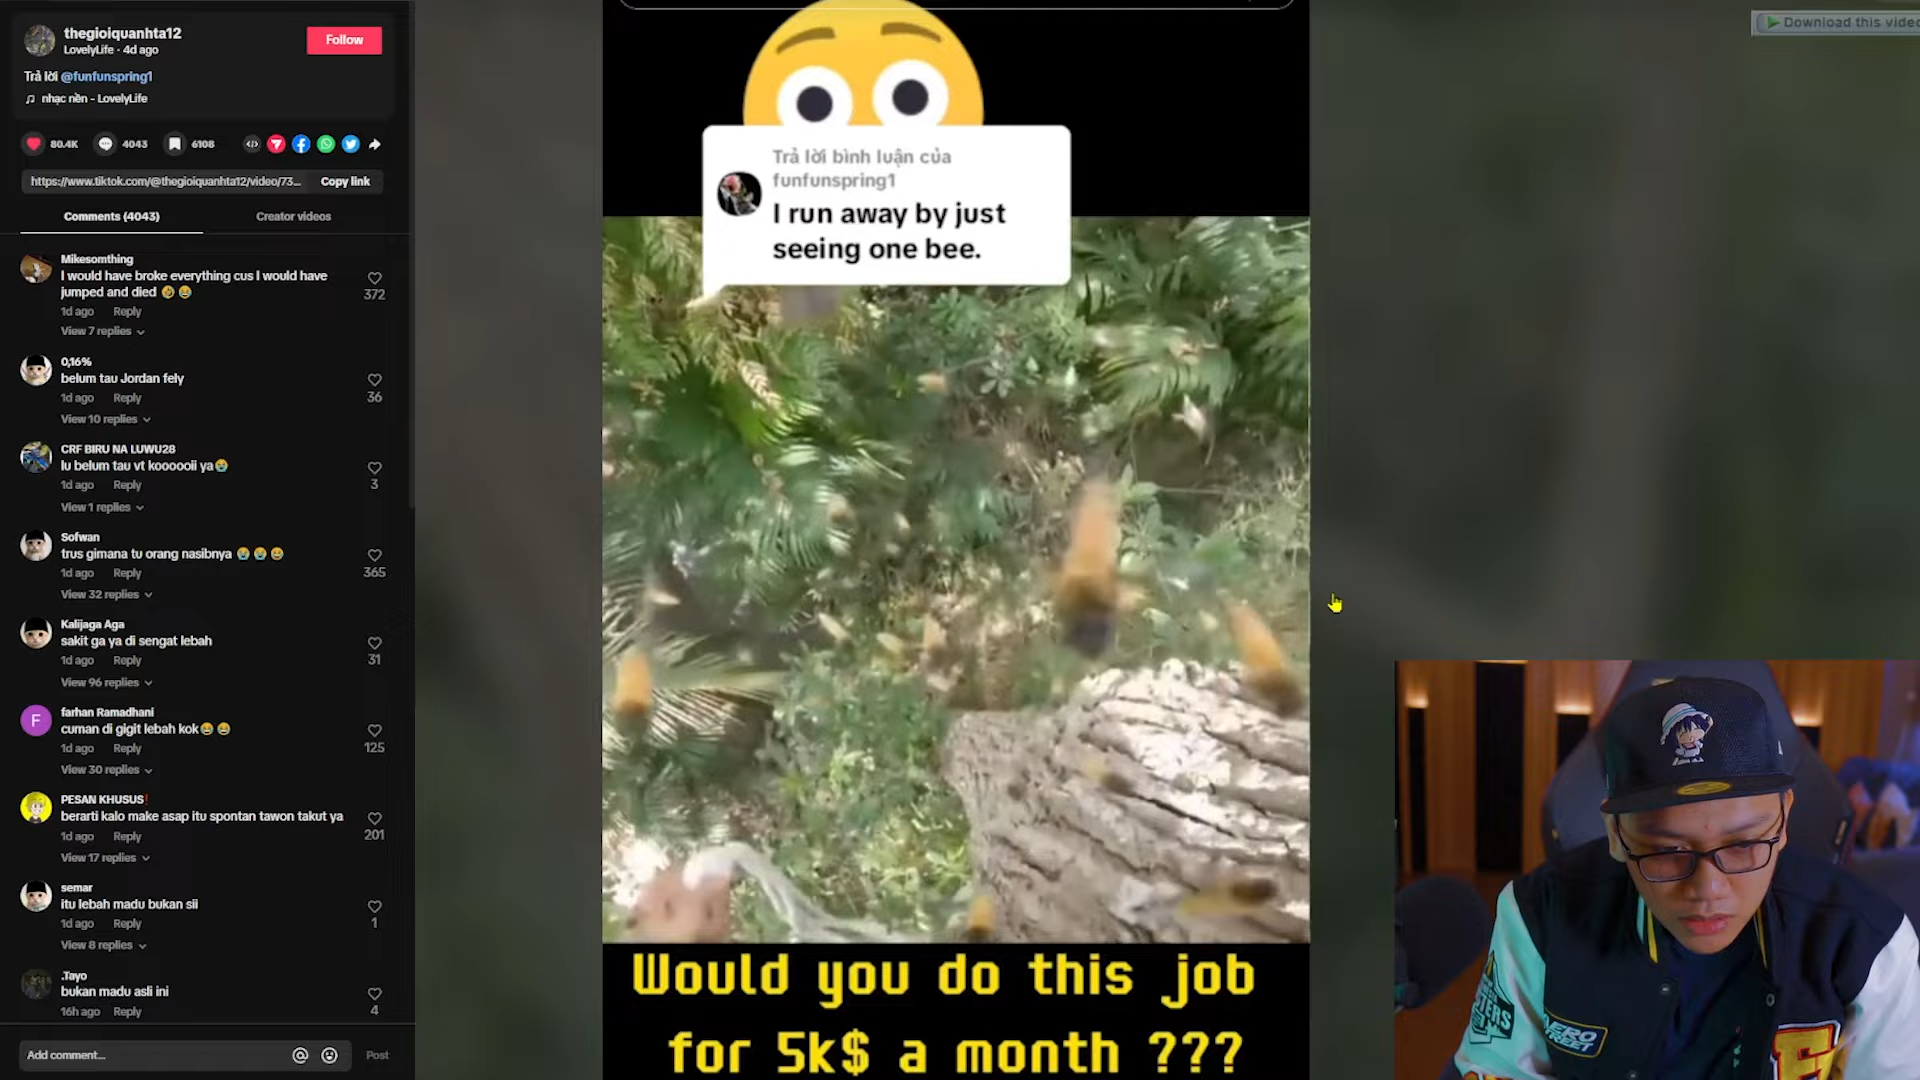 thegioiquanhta12
LovelyLife · 4d ago
Follow
Trả lời @funfunspring1
nhạc nền - LovelyLife
80.4K
4043
6108
https://www.tiktok.com/@thegioiquanhta12/video/73...
Copy link
Comments (4043)
Creator videos
Mikesomthing
I would have broke everything cus I would have
jumped and died 🤣 😂
372
1d ago Reply
View 7 replies
0,16%
belum tau Jordan fely
36
1d ago Reply
View 10 replies
CRF BIRU NA LUWU28
lu belum tau vt koooooii ya😭
3
1d ago Reply
View 1 replies
Sofwan
trus gimana tu orang nasibnya 😭 😭 😂
365
1d ago Reply
View 32 replies
Kalijaga Aga
sakit ga ya di sengat lebah
31
1d ago Reply
View 96 replies
F
farhan Ramadhani
cuman di gigit lebah kok😂 😂
125
1d ago Reply
View 30 replies
PESAN KHUSUS❗
berarti kalo make asap itu spontan tawon takut ya
201
1d ago Reply
View 17 replies
semar
itu lebah madu bukan sii
1
1d ago Reply
View 8 replies
.Tayo
bukan madu asli ini
4
16h ago Reply
Add comment...
Post
Trả lời bình luận của
funfunspring1
I run away by just
seeing one bee.
Would you do this job
for 5k$ a month ???
Download this video
AERO
STREET